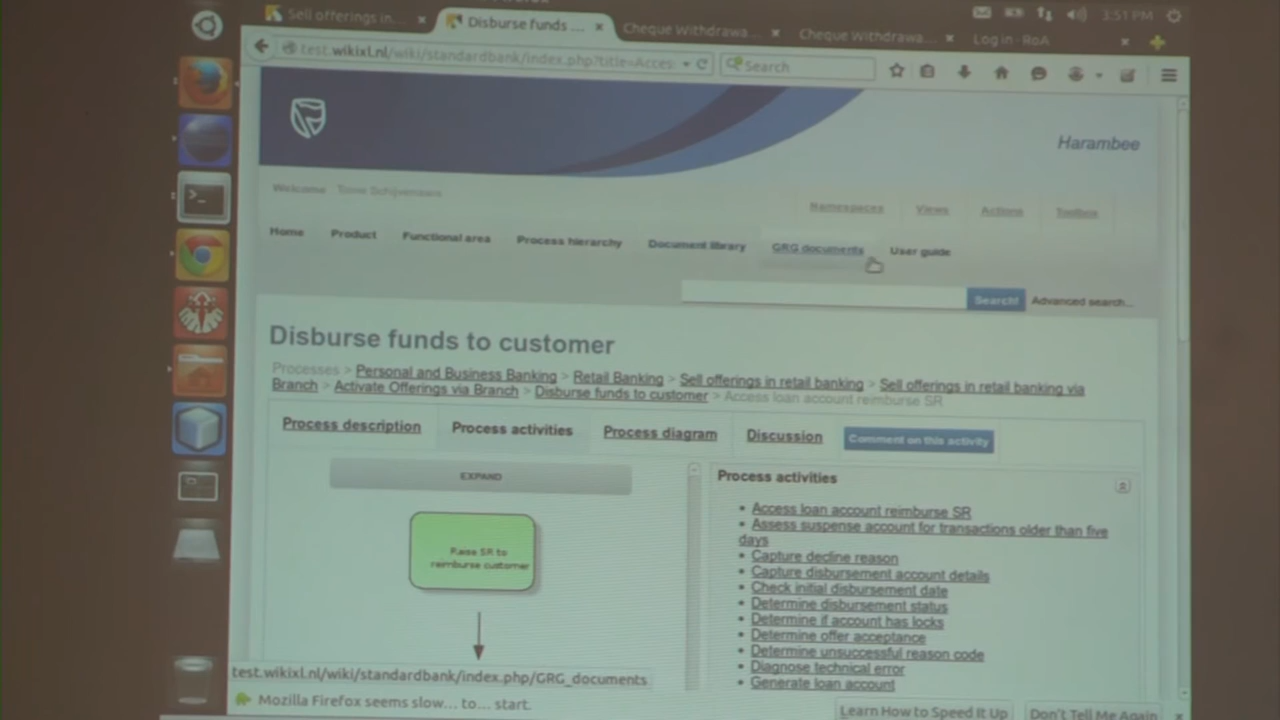 Sell offerings in...
Disburse funds ...
Cheque Withdrawa...
Cheque Withdrawa...
Log in - RoA
3:51 PM
test.wikixl.nl/wiki/standardbank/index.php?title=Acces
Search
Harambee
Welcome
Namespaces
Views
Actions
Toolbox
Home
Product
Functional area
Process hierarchy
Document library
GRG documents
User guide
Search!
Advanced search...
Disburse funds to customer
Processes > Personal and Business Banking > Retail Banking > Sell offerings in retail banking > Sell offerings in retail banking via
Branch > Activate Offerings via Branch > Disburse funds to customer > Access loan account reimburse SR
Process description
Process activities
Process diagram
Discussion
Comment on this activity
EXPAND
Raise SR to
reimburse customer
Process activities
• Access loan account reimburse SR
• Assess suspense account for transactions older than five
days
• Capture decline reason
• Capture disbursement account details
• Check initial disbursement date
• Determine disbursement status
• Determine if account has locks
• Determine offer acceptance
• Determine unsuccessful reason code
• Diagnose technical error
• Generate loan account
test.wikixl.nl/wiki/standardbank/index.php/GRG_documents
Mozilla Firefox seems slow... to... start.
Learn How to Speed It Up
Don't Tell Me Again